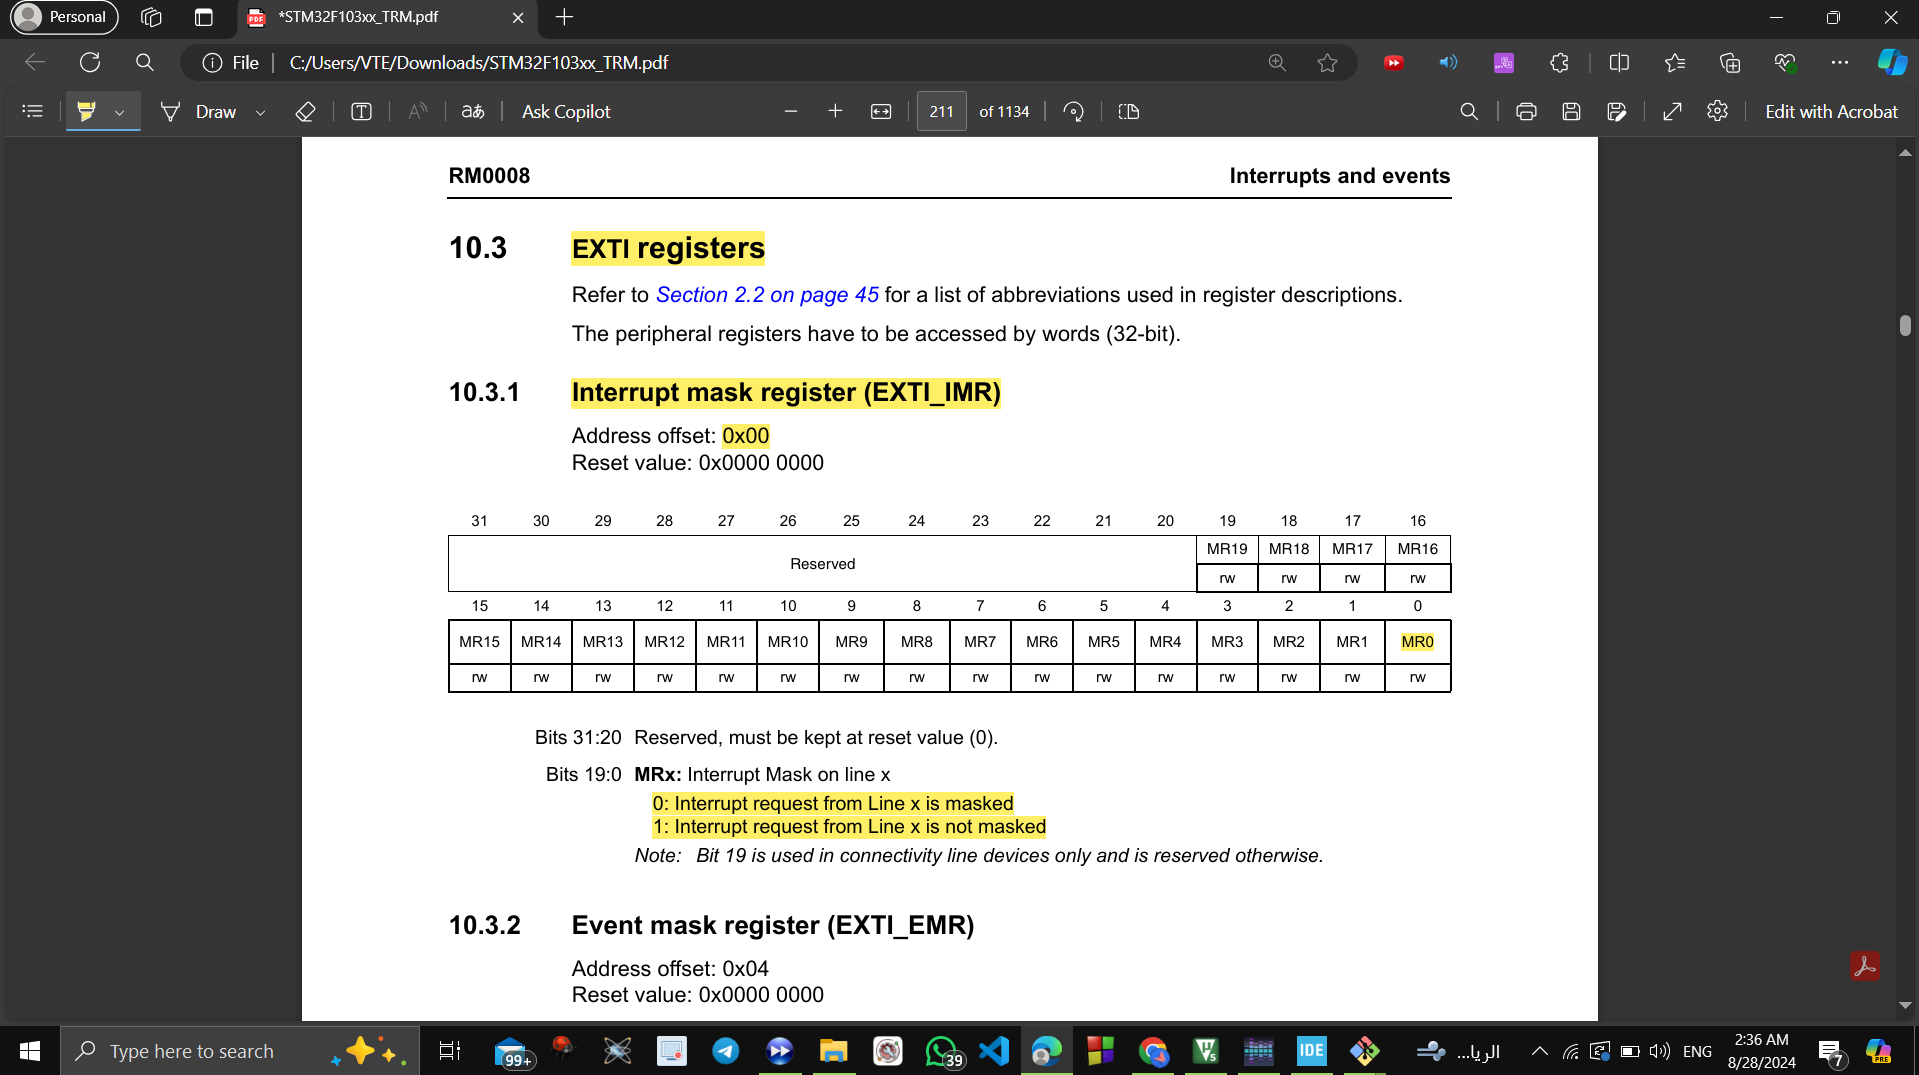 Personal
*STM32F103xx_TRM.pdf
File
C:/Users/VTE/Downloads/STM32F103xx_TRM.pdf
Draw
aあ
Ask Copilot
211 of 1134
Edit with Acrobat
RM0008
Interrupts and events
10.3 EXTI registers
Refer to Section 2.2 on page 45 for a list of abbreviations used in register descriptions.
The peripheral registers have to be accessed by words (32-bit).
10.3.1 Interrupt mask register (EXTI_IMR)
Address offset: 0x00
Reset value: 0x0000 0000
31 30 29 28 27 26 25 24 23 22 21 20 19 18 17 16
Reserved MR19 MR18 MR17 MR16
rw rw rw rw
15 14 13 12 11 10 9 8 7 6 5 4 3 2 1 0
MR15 MR14 MR13 MR12 MR11 MR10 MR9 MR8 MR7 MR6 MR5 MR4 MR3 MR2 MR1 MR0
rw rw rw rw rw rw rw rw rw rw rw rw rw rw rw rw
Bits 31:20 Reserved, must be kept at reset value (0).
Bits 19:0 MRx: Interrupt Mask on line x
0: Interrupt request from Line x is masked
1: Interrupt request from Line x is not masked
Note: Bit 19 is used in connectivity line devices only and is reserved otherwise.
10.3.2 Event mask register (EXTI_EMR)
Address offset: 0x04
Reset value: 0x0000 0000
Type here to search
99+
39
IDE
الريا...
ENG
2:36 AM
8/28/2024
7
PRE